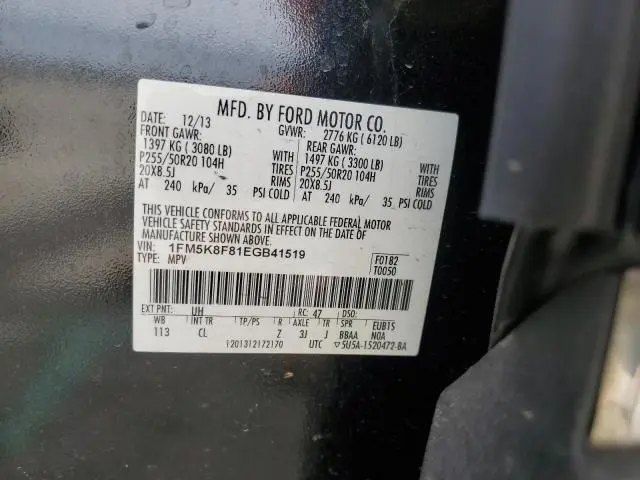 MFD. BY FORD MOTOR CO.
DATE: 12/13 GVWR: 2776 KG ( 6120 LB)
FRONT GAWR: REAR GAWR:
1397 KG ( 3080 LB) WITH 1497 KG ( 3300 LB) WITH
P255/50R20 104H TIRES P255/50R20 104H TIRES
20X8.5J RIMS 20X8.5J RIMS
AT 240 kPa/ 35 PSI COLD AT 240 kPa/ 35 PSI COLD
THIS VEHICLE CONFORMS TO ALL APPLICABLE FEDERAL MOTOR
VEHICLE SAFETY STANDARDS IN EFFECT ON THE DATE OF
MANUFACTURE SHOWN ABOVE.
VIN: 1FM5K8F81EGB41519 F0182
TYPE: MPV T0050
EXT PNT: UH RC: 47 DSO:
WB INT TR TP/PS R AXLE TR SPR EUBTS
113 CL Z 3J J BBAA NOA
1201312172170 UTC ▽5U5A-1520472-BA